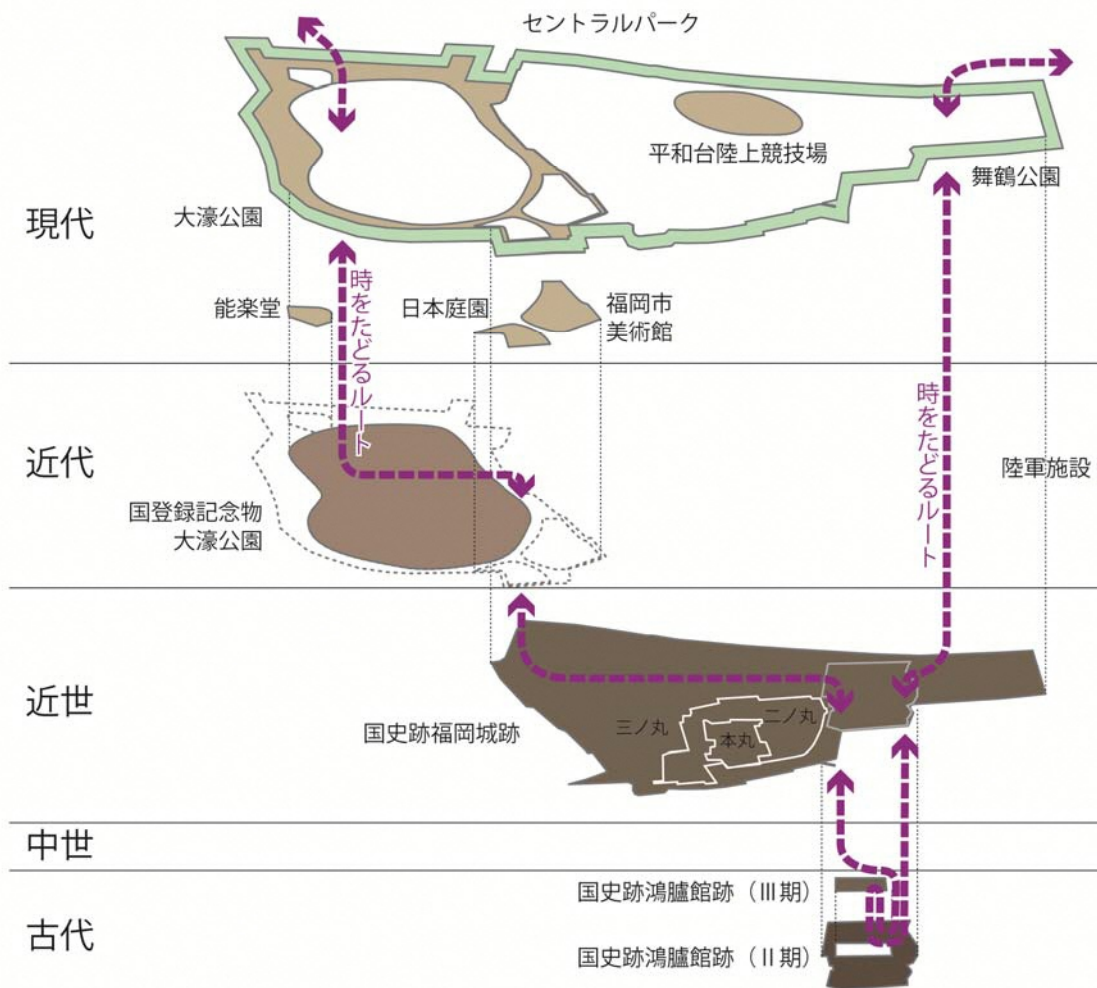 セントラルパーク
平和台陸上競技場
舞鶴公園
現代
大濠公園
能楽堂
日本庭園
福岡市
美術館
時をたどるルート
近代
時をたどるルート
陸軍施設
国登録記念物
大濠公園
近世
国史跡福岡城跡
三ノ丸
二ノ丸
本丸
中世
古代
国史跡鴻臚館跡（Ⅲ期）
国史跡鴻臚館跡（Ⅱ期）